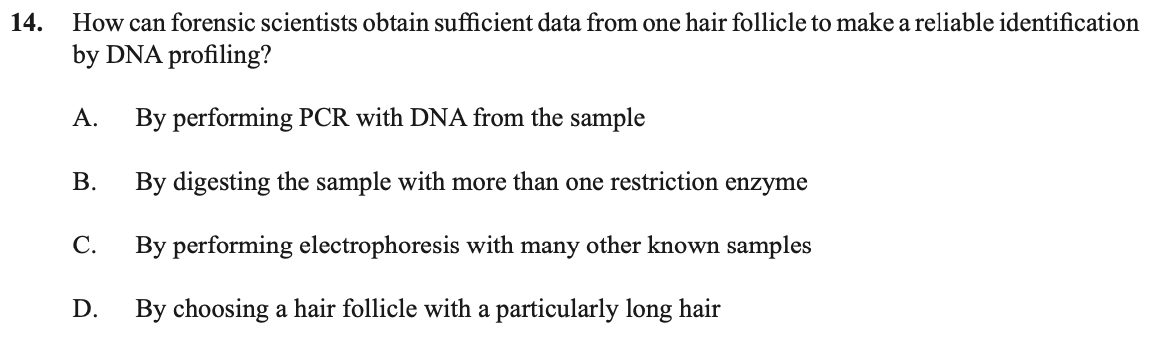 14. How can forensic scientists obtain sufficient data from one hair follicle to make a reliable identification
by DNA profiling?
A. By performing PCR with DNA from the sample
B. By digesting the sample with more than one restriction enzyme
C. By performing electrophoresis with many other known samples
D. By choosing a hair follicle with a particularly long hair